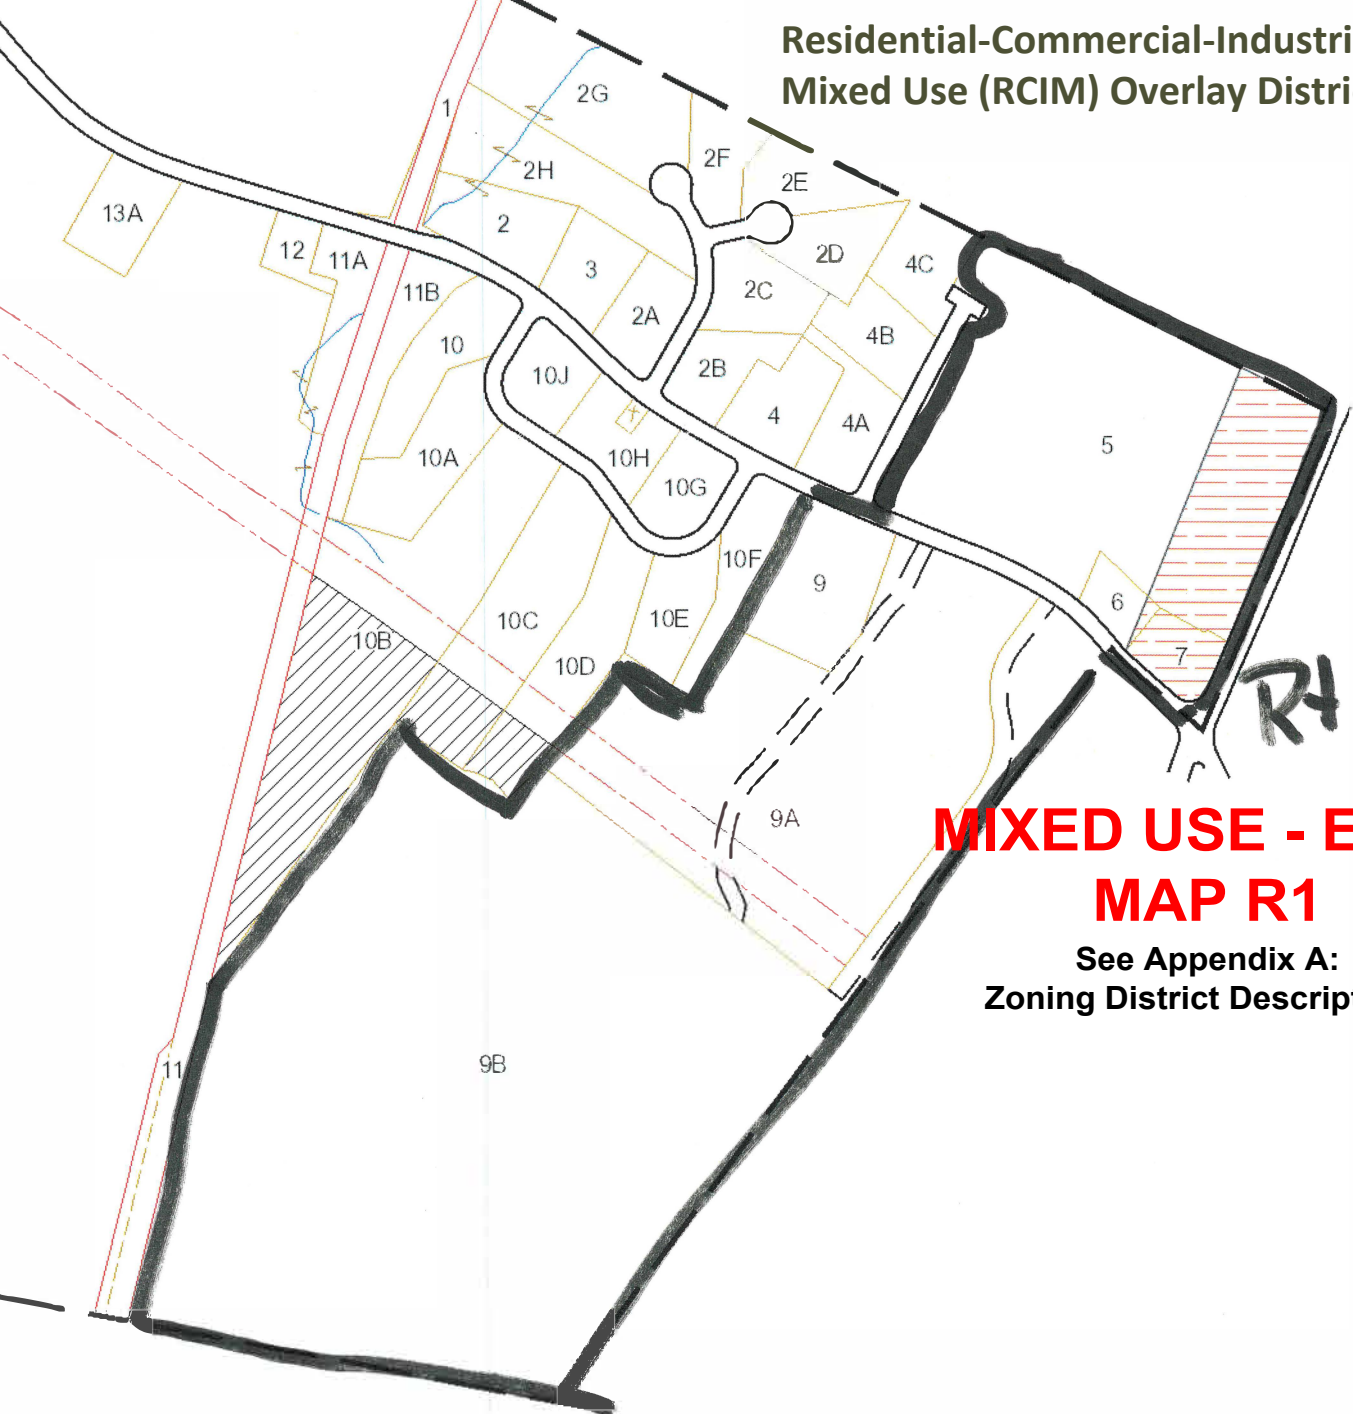 Residential-Commercial-Industri
Mixed Use (RCIM) Overlay Distri
1
2G
2F
2H
2E
13A
2
12
11A
3
2D
4C
11B
2C
2A
10
4B
10J
2B
4
4A
5
10A
10H
10G
10F
9
6
10B
10C
10E
10D
7
R1
9A
MIXED USE - E
MAP R1
See Appendix A:
Zoning District Descript
11
9B